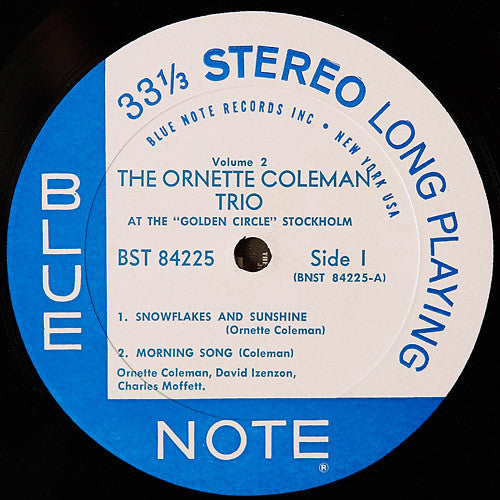 33⅓ STEREO LONG PLAYING
BLUE NOTE RECORDS INC • NEW YORK USA
Volume 2
THE ORNETTE COLEMAN
TRIO
AT THE "GOLDEN CIRCLE" STOCKHOLM
BST 84225 Side I
(BNST 84225-A)
1. SNOWFLAKES AND SUNSHINE
(Ornette Coleman)
2. MORNING SONG (Coleman)
Ornette Coleman, David Izenzon,
Charles Moffett.
BLUE
NOTE ®